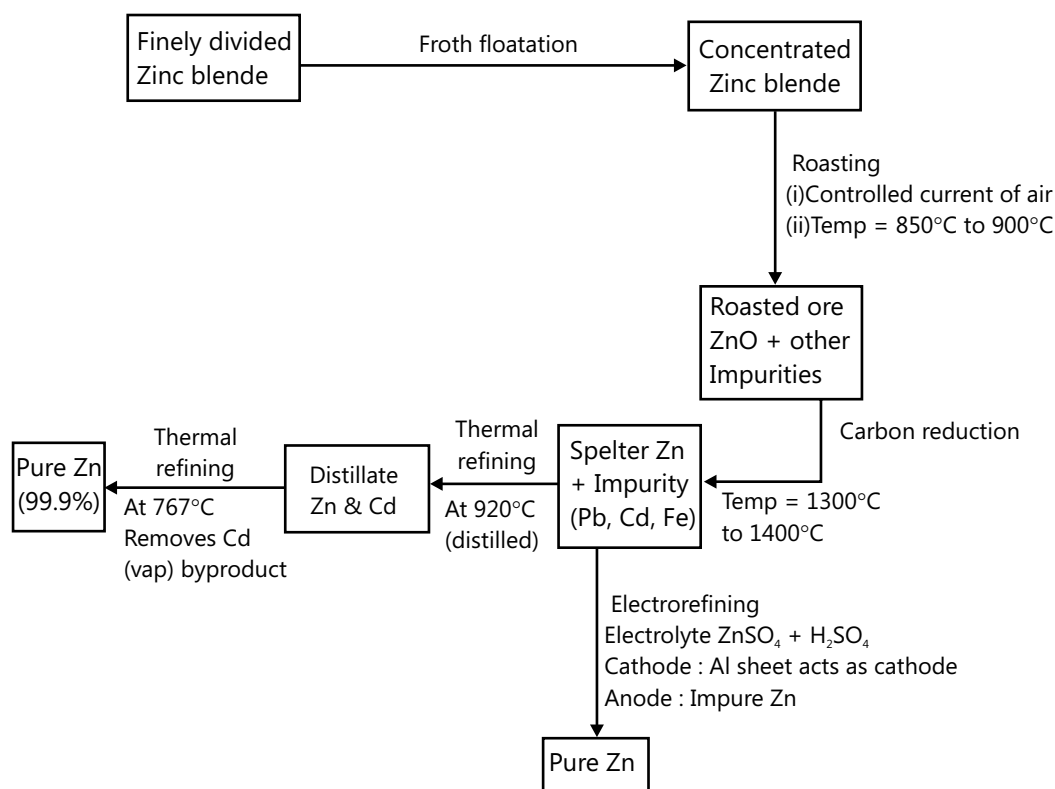 Finely divided
Zinc blende
Froth floatation
Concentrated
Zinc blende
Roasting
(i)Controlled current of air
(ii)Temp = 850°C to 900°C
Roasted ore
ZnO + other
Impurities
Carbon reduction
Temp = 1300°C
to 1400°C
Spelter Zn
+ Impurity
(Pb, Cd, Fe)
Thermal
refining
At 920°C
(distilled)
Distillate
Zn & Cd
Thermal
refining
At 767°C
Removes Cd
(vap) byproduct
Pure Zn
(99.9%)
Electrorefining
Electrolyte ZnSO₄ + H₂SO₄
Cathode : Al sheet acts as cathode
Anode : Impure Zn
Pure Zn